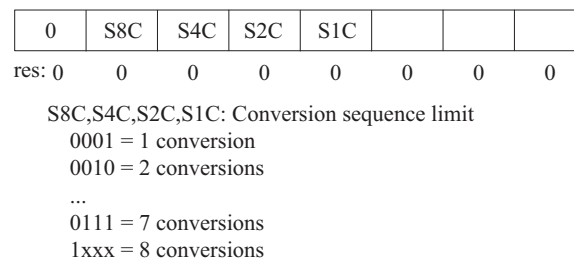 0 S8C S4C S2C S1C
res: 0 0 0 0 0 0 0 0
S8C,S4C,S2C,S1C: Conversion sequence limit
0001 = 1 conversion
0010 = 2 conversions
...
0111 = 7 conversions
1xxx = 8 conversions